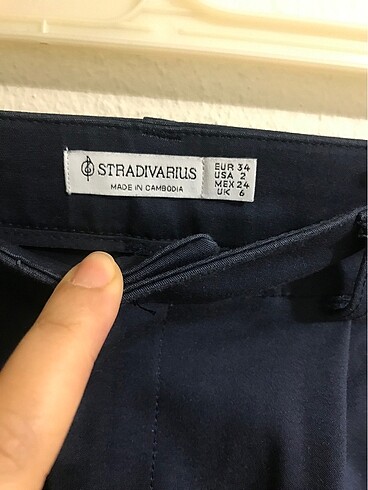 STRADIVARIUS
MADE IN CAMBODIA
EUR 34
USA 2
MEX 24
UK 6